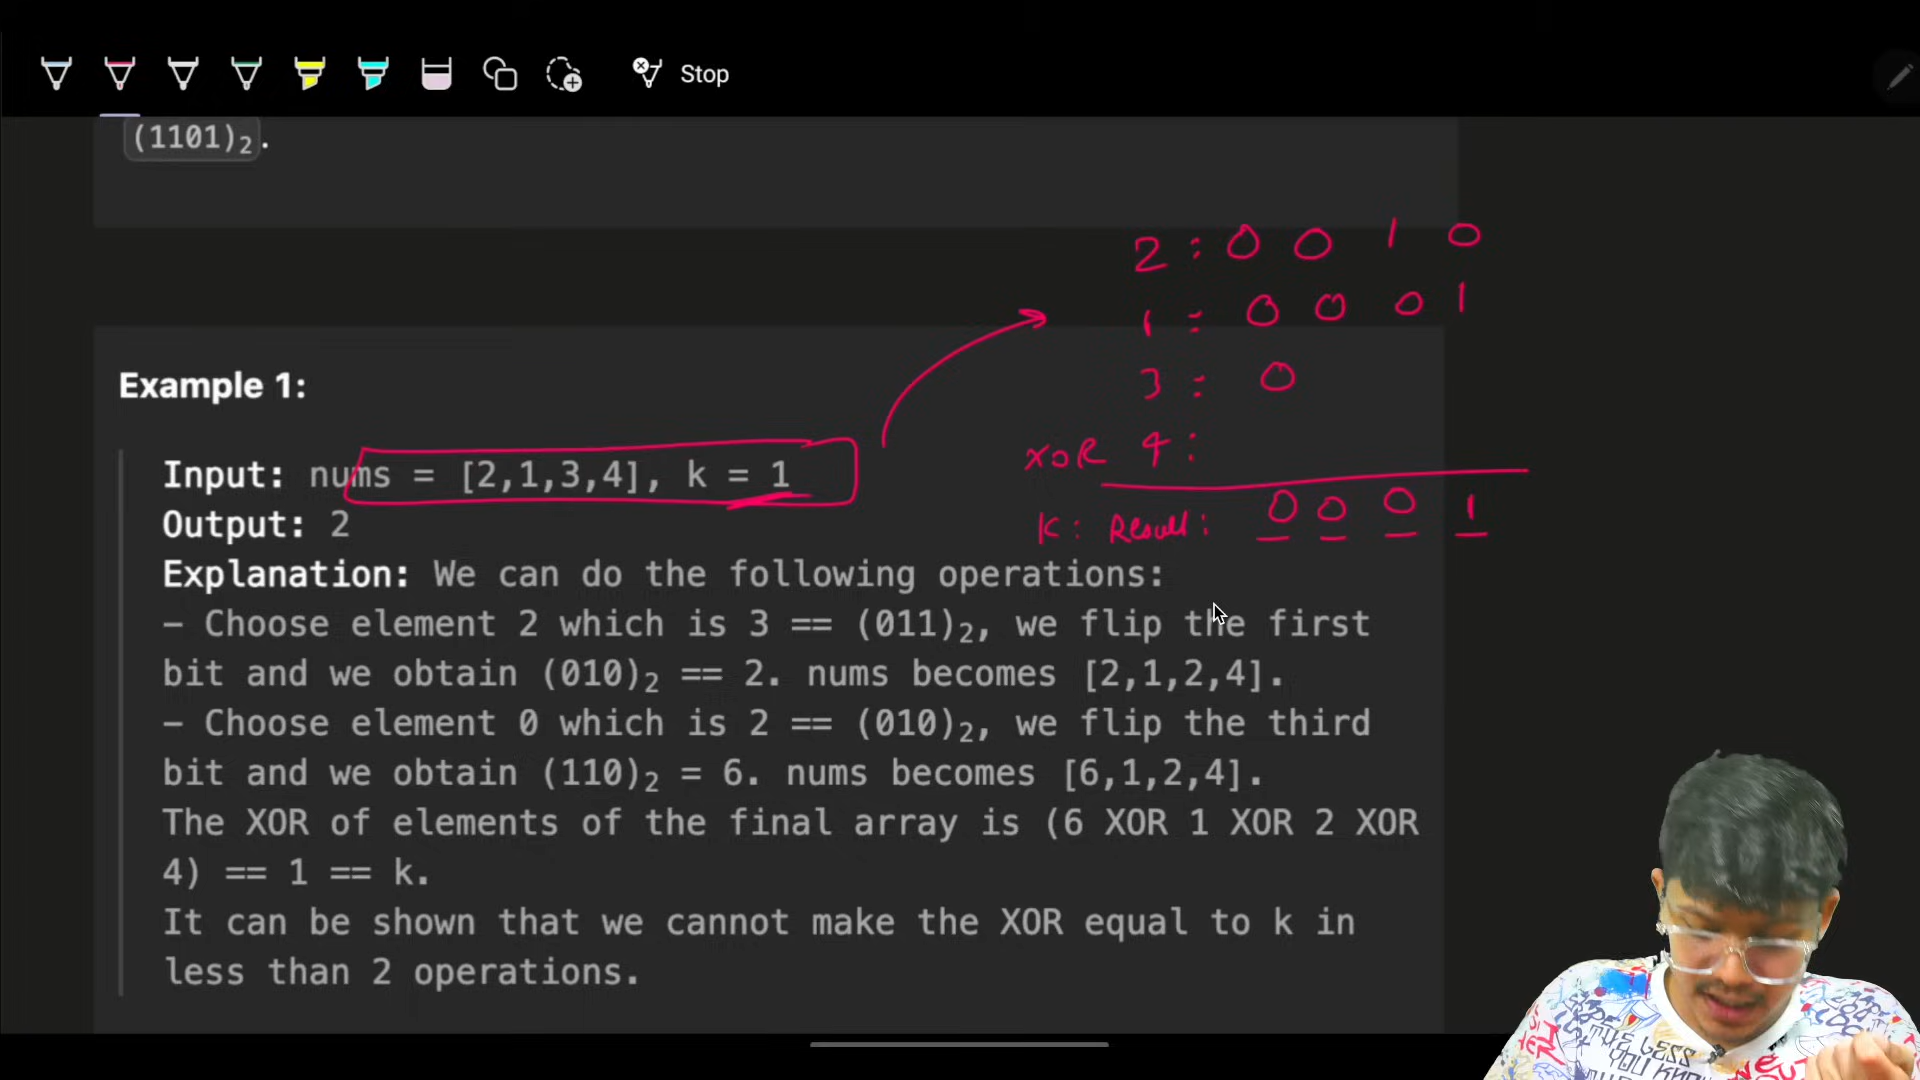 Stop
(1101)₂.
2 : 0 0 1 0
1 : 0 0 0 1
3 : 0
XOR 4 :
K : Result : 0 0 0 1
Example 1:
Input: nums = [2,1,3,4], k = 1
Output: 2
Explanation: We can do the following operations:
– Choose element 2 which is 3 == (011)₂, we flip the first
bit and we obtain (010)₂ == 2. nums becomes [2,1,2,4].
– Choose element 0 which is 2 == (010)₂, we flip the third
bit and we obtain (110)₂ = 6. nums becomes [6,1,2,4].
The XOR of elements of the final array is (6 XOR 1 XOR 2 XOR
4) == 1 == k.
It can be shown that we cannot make the XOR equal to k in
less than 2 operations.